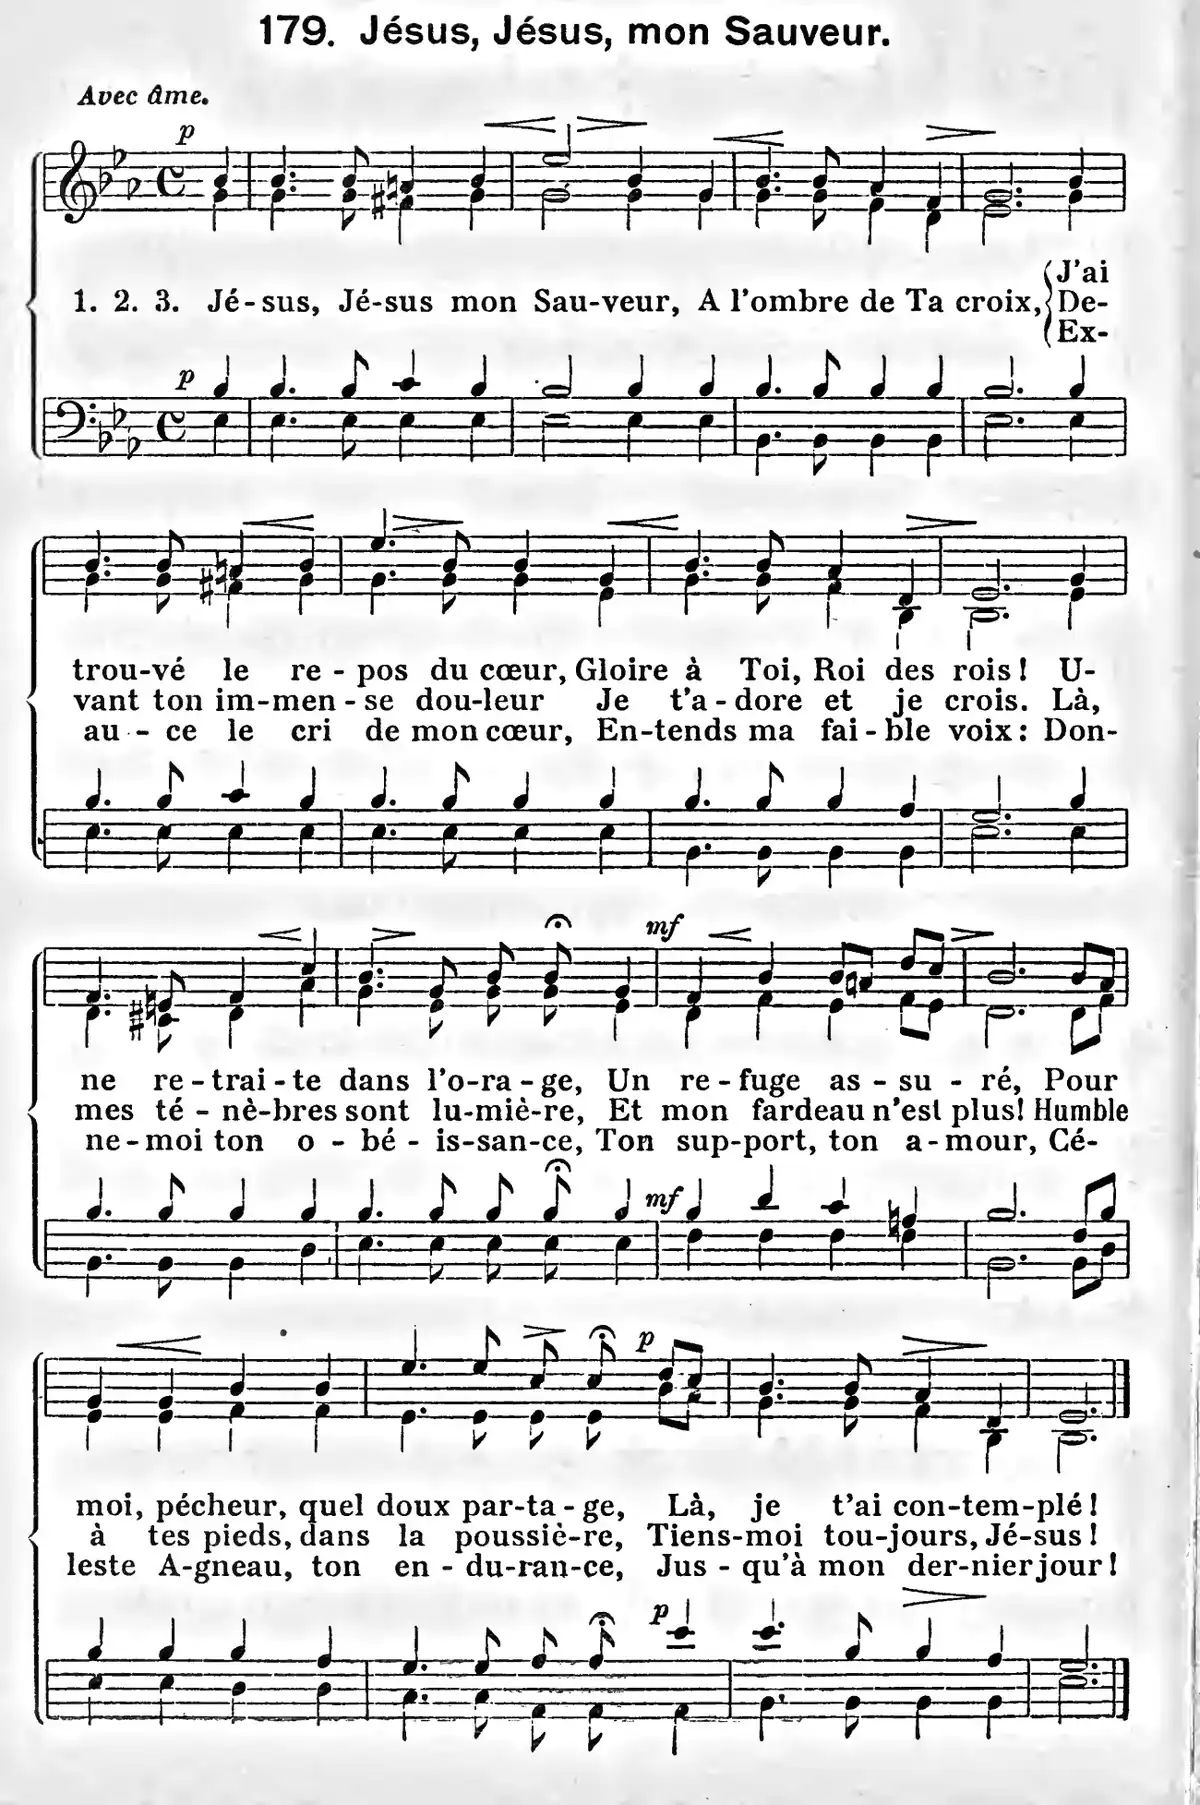 179. Jésus, Jésus, mon Sauveur.
Avec âme.
p
J'ai
1. 2. 3. Jé-sus, Jé-sus mon Sau-veur, A l'ombre de Ta croix, De-
Ex-
p
trou-vé le re - pos du cœur, Gloire à Toi, Roi des rois! U-
vant ton im-men - se dou-leur Je t'a - dore et je crois. Là,
au - ce le cri de mon cœur, En-tends ma fai - ble voix: Don-
mf
ne re - trai - te dans l'o-ra - ge, Un re - fuge as - su - ré, Pour
mes té - nè-bres sont lu-miè-re, Et mon fardeau n'est plus! Humble
ne-moi ton o - bé - is-san-ce, Ton sup-port, ton a-mour, Cé-
mf
p
moi, pécheur, quel doux par-ta - ge, Là, je t'ai con-tem-plé!
à tes pieds, dans la poussiè-re, Tiens-moi tou-jours, Jé-sus!
leste A-gneau, ton en - du-ran-ce, Jus - qu'à mon der-nier jour!
p